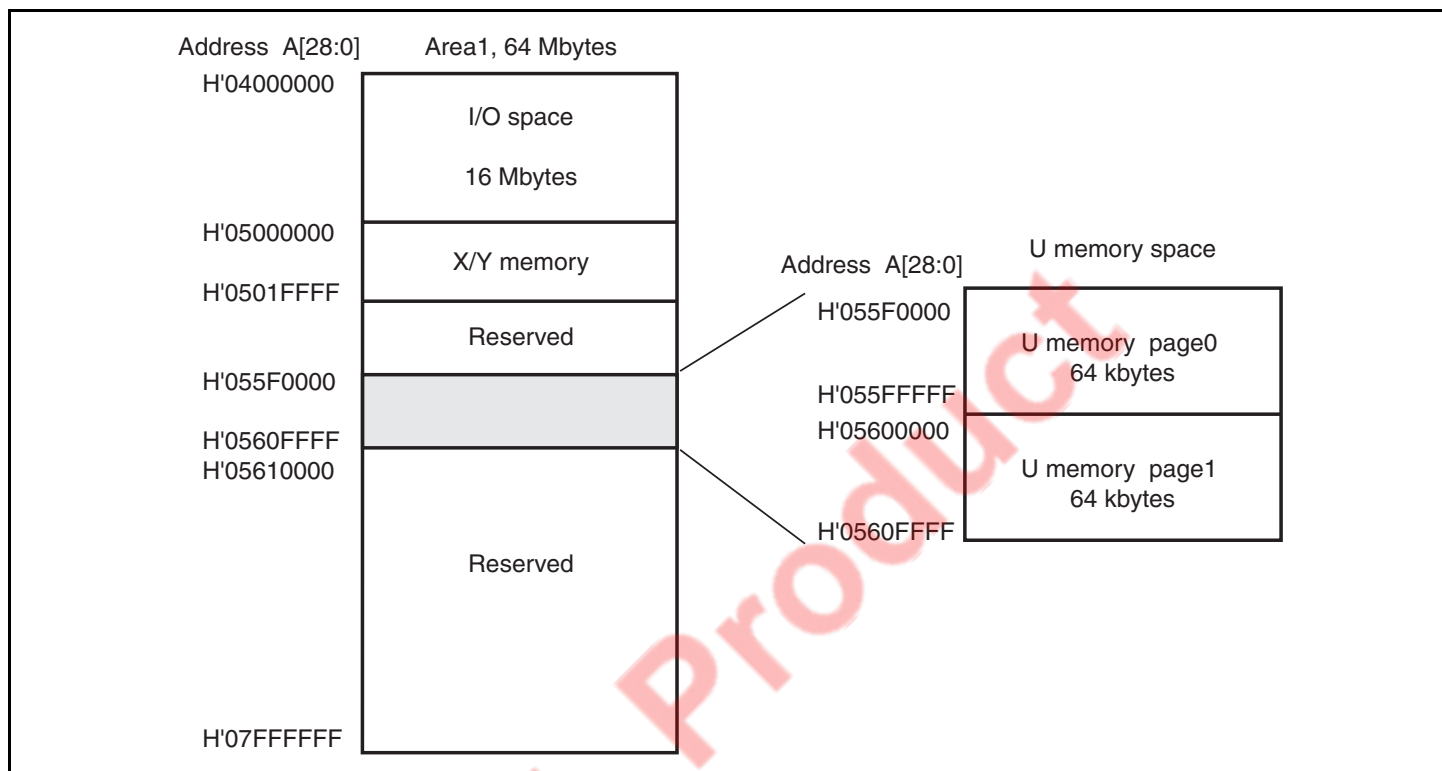 Address A[28:0] Area1, 64 Mbytes
H'04000000
I/O space
16 Mbytes
H'05000000
X/Y memory
H'0501FFFF
Reserved
H'055F0000
H'0560FFFF
H'05610000
Reserved
H'07FFFFFF
U memory space
Address A[28:0]
H'055F0000
U memory page0
64 kbytes
H'055FFFFF
H'05600000
U memory page1
64 kbytes
H'0560FFFF
Product